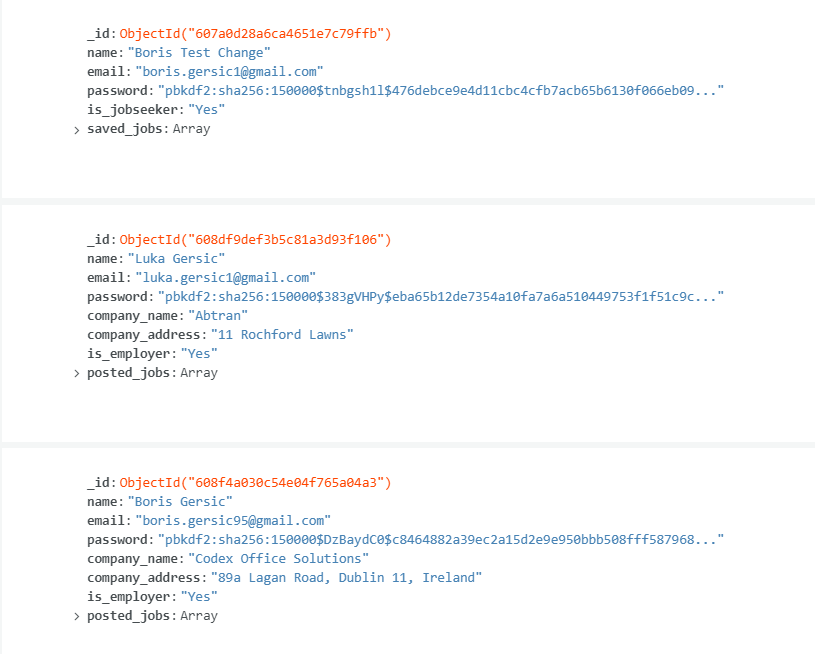 _id: ObjectId("607a0d28a6ca4651e7c79ffb")
name: "Boris Test Change"
email: "boris.gersic1@gmail.com"
password: "pbkdf2:sha256:150000$tnbgsh1l$476debce9e4d11cbc4cfb7acb65b6130f066eb09..."
is_jobseeker: "Yes"
> saved_jobs: Array
_id: ObjectId("608df9def3b5c81a3d93f106")
name: "Luka Gersic"
email: "luka.gersic1@gmail.com"
password: "pbkdf2:sha256:150000$383gVHPy$eba65b12de7354a10fa7a6a510449753f1f51c9c..."
company_name: "Abtran"
company_address: "11 Rochford Lawns"
is_employer: "Yes"
> posted_jobs: Array
_id: ObjectId("608f4a030c54e04f765a04a3")
name: "Boris Gersic"
email: "boris.gersic95@gmail.com"
password: "pbkdf2:sha256:150000$DzBaydC0$c8464882a39ec2a15d2e9e950bbb508fff587968..."
company_name: "Codex Office Solutions"
company_address: "89a Lagan Road, Dublin 11, Ireland"
is_employer: "Yes"
> posted_jobs: Array